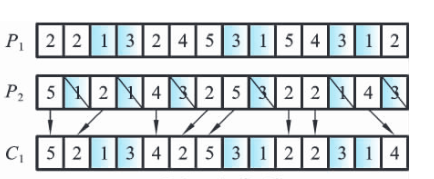 P1 2 2 1 3 2 4 5 3 1 5 4 3 1 2
P2 5 1 2 1 4 3 2 5 3 2 2 1 4 3
C1 5 2 1 3 4 2 5 3 1 2 2 3 1 4